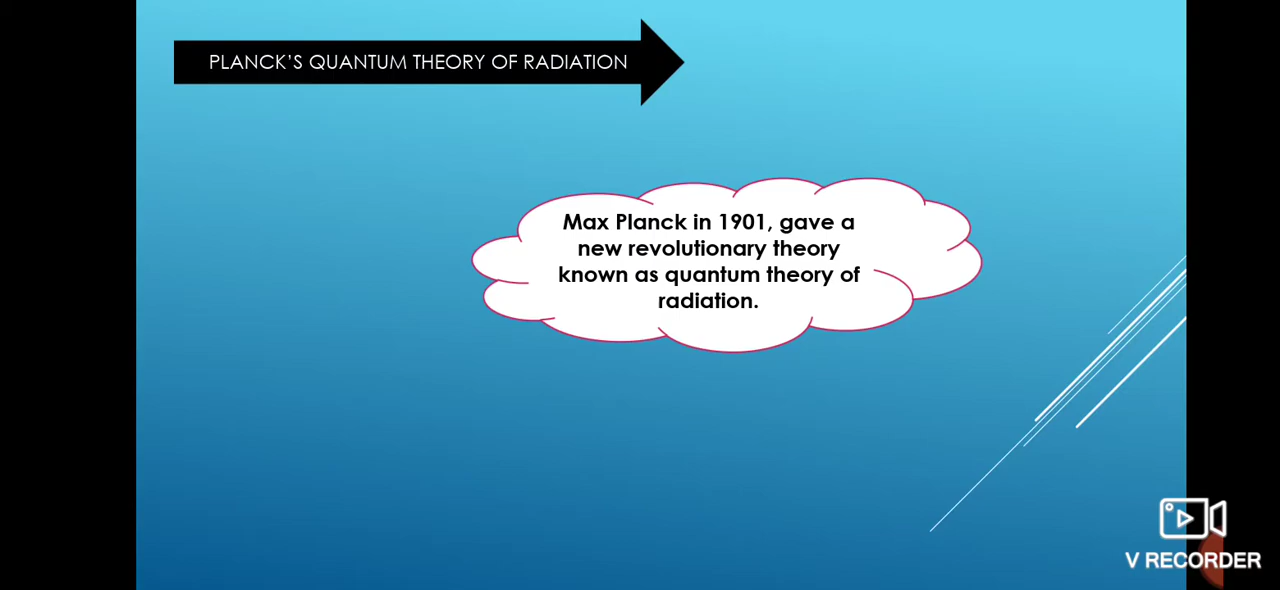 PLANCK’S QUANTUM THEORY OF RADIATION
Max Planck in 1901, gave a
new revolutionary theory
known as quantum theory of
radiation.
V RECORDER